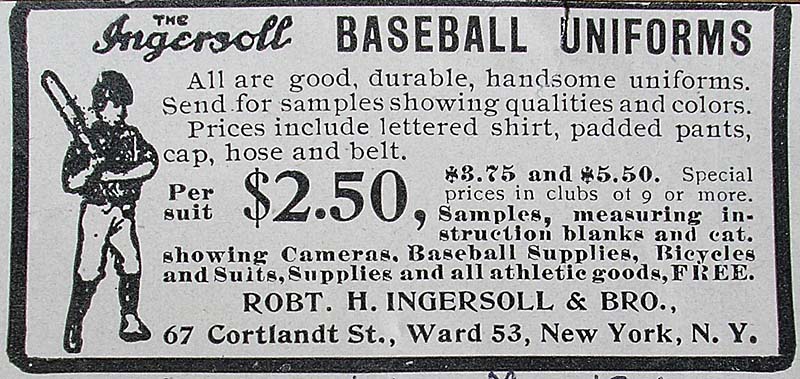 THE
Ingersoll BASEBALL UNIFORMS
All are good, durable, handsome uniforms.
Send for samples showing qualities and colors.
Prices include lettered shirt, padded pants,
cap, hose and belt.
Per suit $2.50, $3.75 and $5.50. Special
prices in clubs of 9 or more.
Samples, measuring in-
struction blanks and cat.
showing Cameras, Baseball Supplies, Bicycles
and Suits, Supplies and all athletic goods, FREE.
ROBT. H. INGERSOLL & BRO.,
67 Cortlandt St., Ward 53, New York, N. Y.